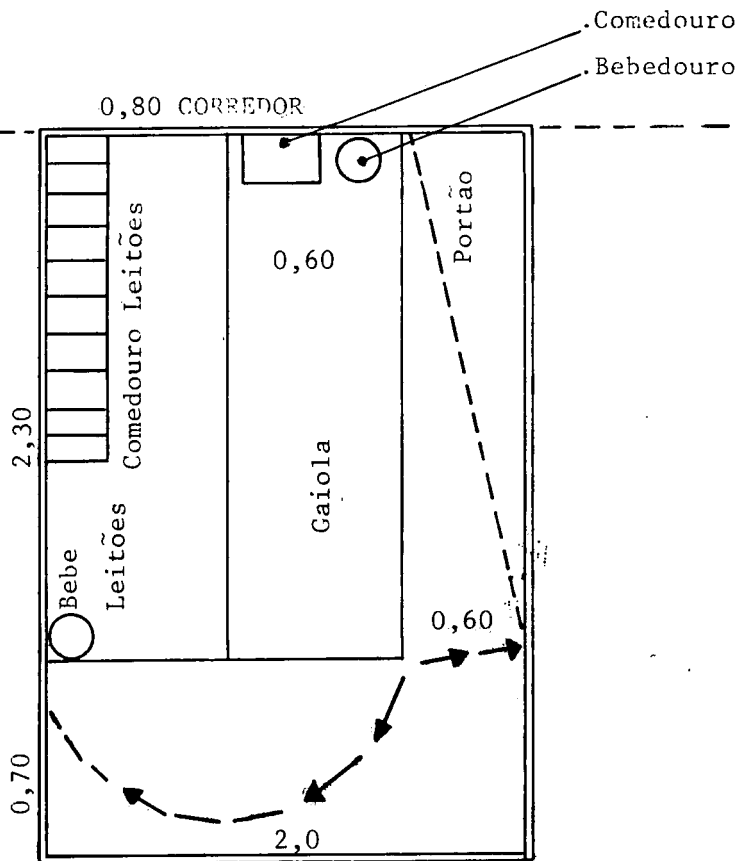 .Comedouro
.Bebedouro
0,80 CORREDOR
Portão
0,60
Comedouro Leitões
2,30
Gaiola
Bebe
Leitões
0,60
0,70
2,0